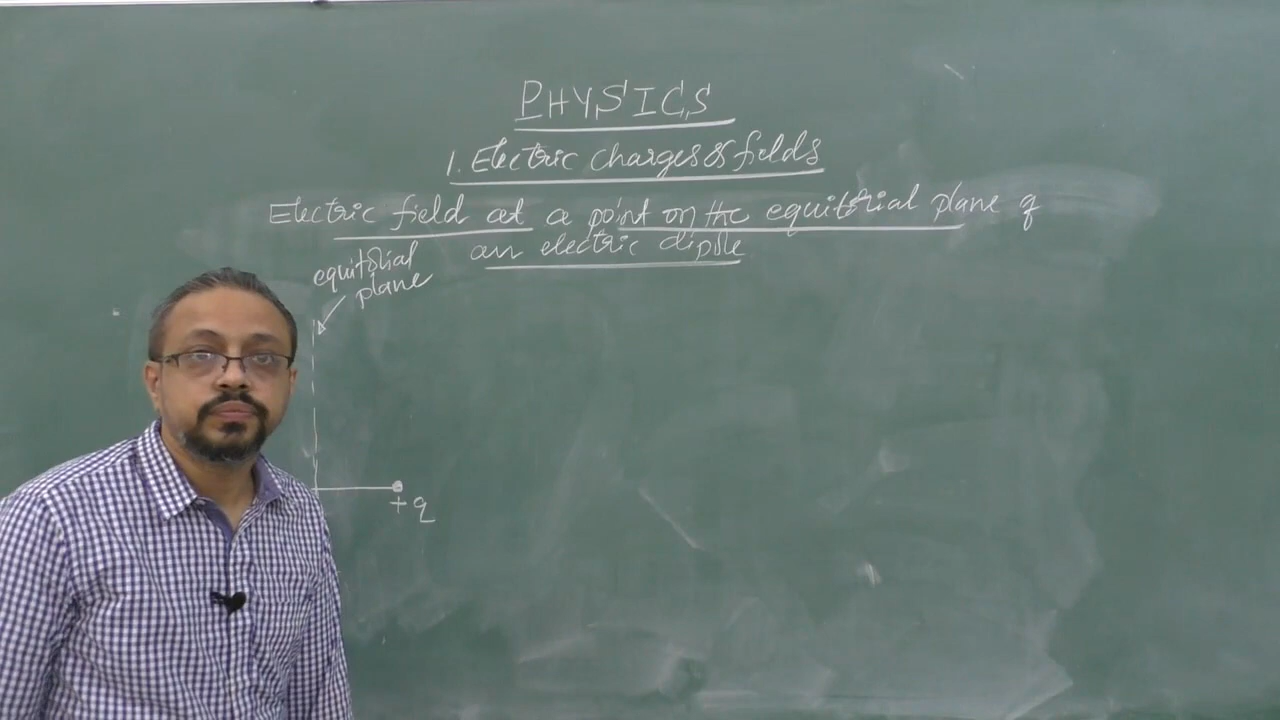 PHYSICS
1. Electric charges & fields
Electric field at a point on the equitorial plane of
an electric dipole
equitorial
plane
+q